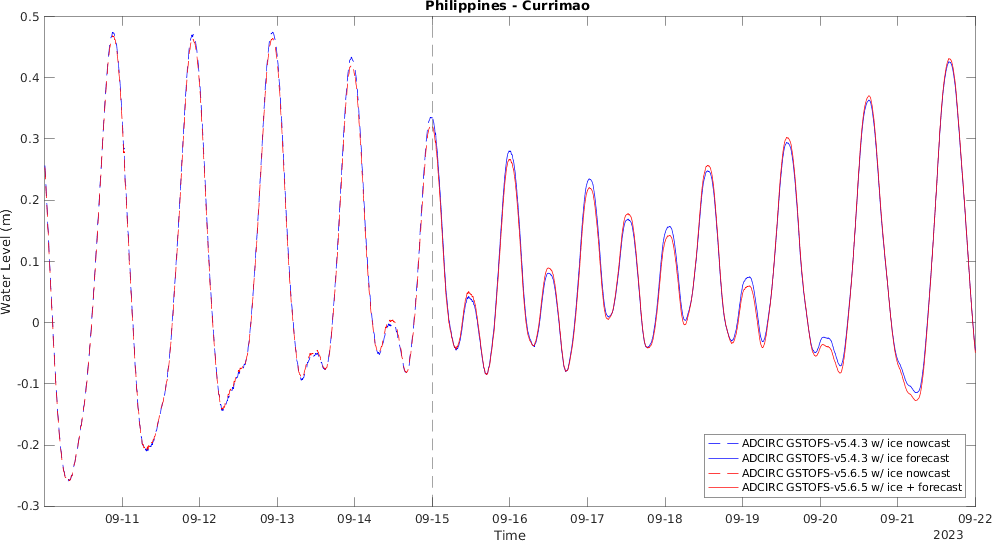 Philippines - Currimao
0.5
0.4
0.3
0.2
0.1
0
-0.1
-0.2
-0.3
Water Level (m)
ADCIRC GSTOFS-v5.4.3 w/ ice nowcast
ADCIRC GSTOFS-v5.4.3 w/ ice forecast
ADCIRC GSTOFS-v5.6.5 w/ ice nowcast
ADCIRC GSTOFS-v5.6.5 w/ ice + forecast
09-11 09-12 09-13 09-14 09-15 09-16 09-17 09-18 09-19 09-20 09-21 09-22
Time
2023